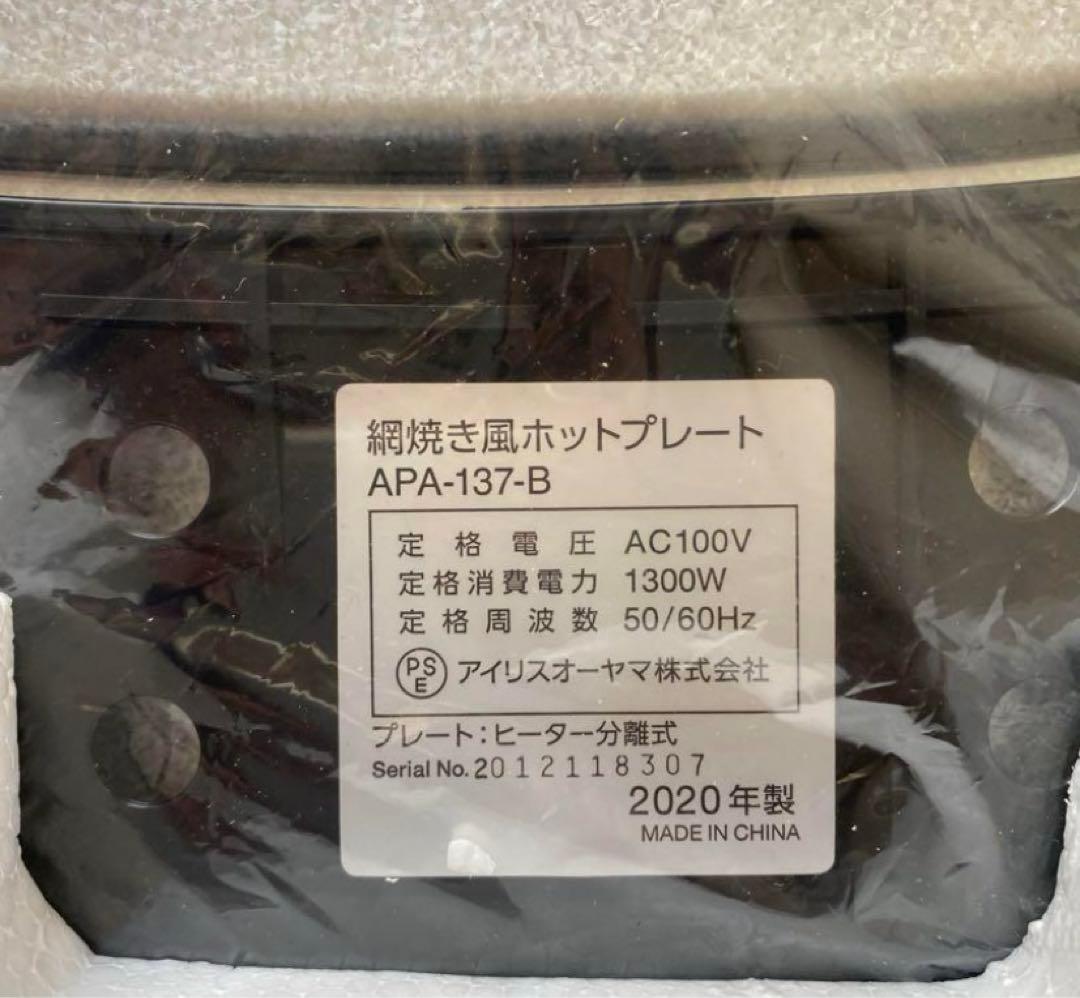 網焼き風ホットプレート
APA-137-B
定格電圧 AC100V
定格消費電力 1300W
定格周波数 50/60Hz
PSE アイリスオーヤマ株式会社
プレート:ヒーター分離式
Serial No. 2012118307
2020年製
MADE IN CHINA